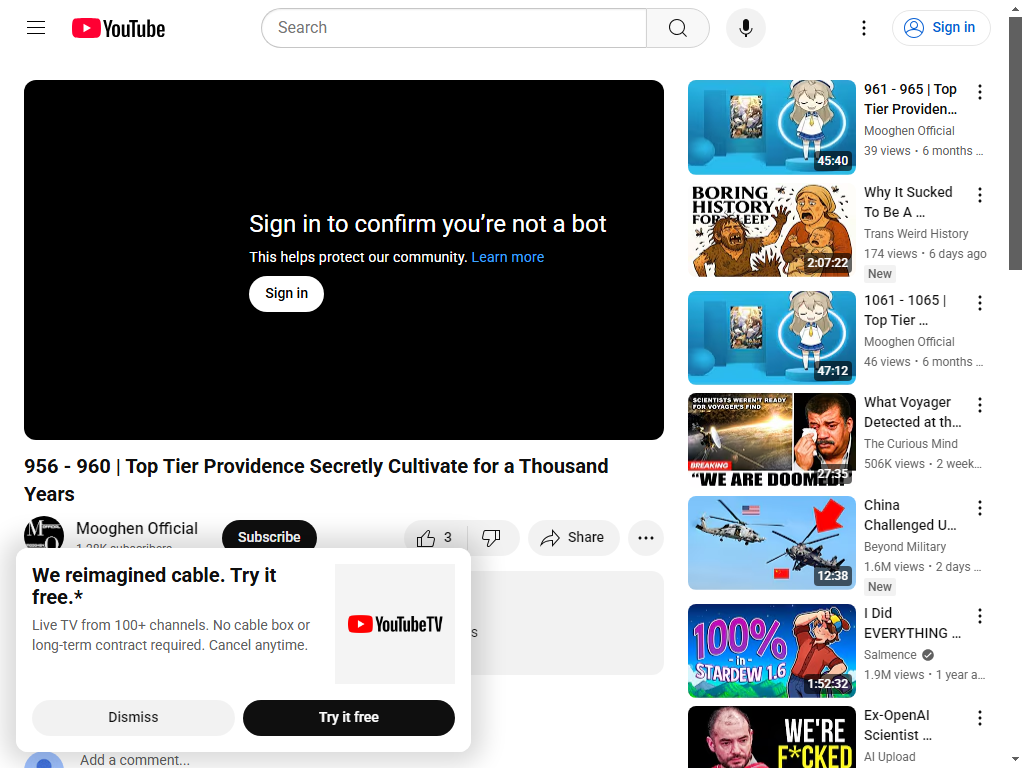 YouTube
Search
Sign in
Sign in to confirm you’re not a bot
This helps protect our community. Learn more
Sign in
956 - 960 | Top Tier Providence Secretly Cultivate for a Thousand
Years
Mooghen Official
Subscribe
3
Share
s
We reimagined cable. Try it
free.*
Live TV from 100+ channels. No cable box or
long-term contract required. Cancel anytime.
YouTubeTV
Dismiss
Try it free
Add a comment...
45:40
961 - 965 | Top
Tier Providen...
Mooghen Official
39 views • 6 months ...
BORING
HISTORY
FOR SLEEP
2:07:22
Why It Sucked
To Be A ...
Trans Weird History
174 views • 6 days ago
New
47:12
1061 - 1065 |
Top Tier ...
Mooghen Official
46 views • 6 months ...
SCIENTISTS WEREN'T READY
FOR VOYAGER'S FIND
BREAKING
"WE ARE DOOMED!"
27:35
What Voyager
Detected at th...
The Curious Mind
506K views • 2 week...
12:38
China
Challenged U...
Beyond Military
1.6M views • 2 days ...
New
100%
- in -
STARDEW 1.6
1:52:32
I Did
EVERYTHING ...
Salmence
1.9M views • 1 year a...
WE'RE
F*CKED
Ex-OpenAI
Scientist ...
AI Upload